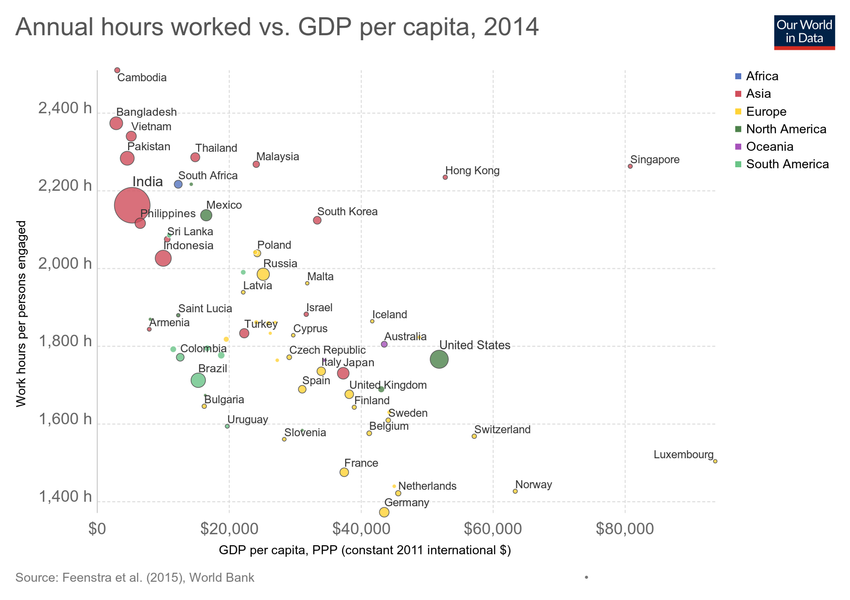 Annual hours worked vs. GDP per capita, 2014
Our World
in Data
Africa
Asia
Europe
North America
Oceania
South America
Work hours per persons engaged
2,400 h
2,200 h
2,000 h
1,800 h
1,600 h
1,400 h
Cambodia
Bangladesh
Vietnam
Pakistan
Thailand
Malaysia
Singapore
Hong Kong
South Africa
India
Mexico
Philippines
South Korea
Sri Lanka
Indonesia
Poland
Russia
Malta
Latvia
Saint Lucia
Israel
Iceland
Armenia
Turkey
Cyprus
Australia
United States
Colombia
Czech Republic
Italy
Japan
Brazil
Spain
United Kingdom
Bulgaria
Finland
Sweden
Uruguay
Belgium
Slovenia
Switzerland
Luxembourg
France
Netherlands
Norway
Germany
$0
$20,000
$40,000
$60,000
$80,000
GDP per capita, PPP (constant 2011 international $)
Source: Feenstra et al. (2015), World Bank